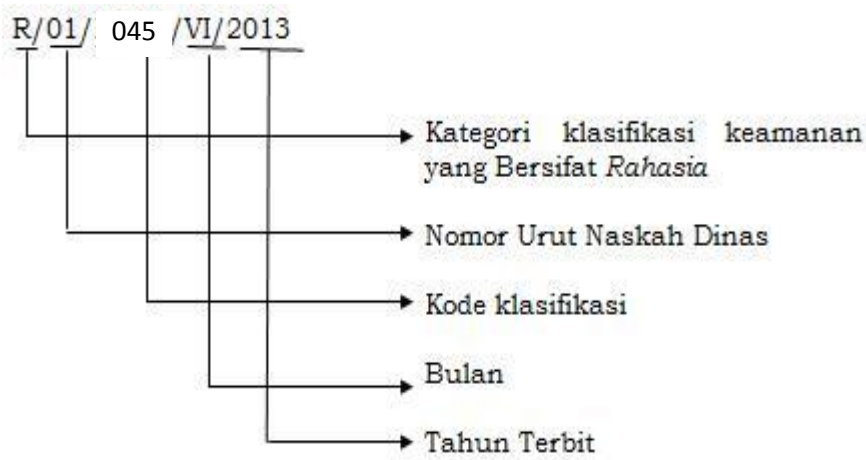 R/01/ 045 /VI/2013
Kategori klasifikasi keamanan
yang Bersifat Rahasia
Nomor Urut Naskah Dinas
Kode klasifikasi
Bulan
Tahun Terbit